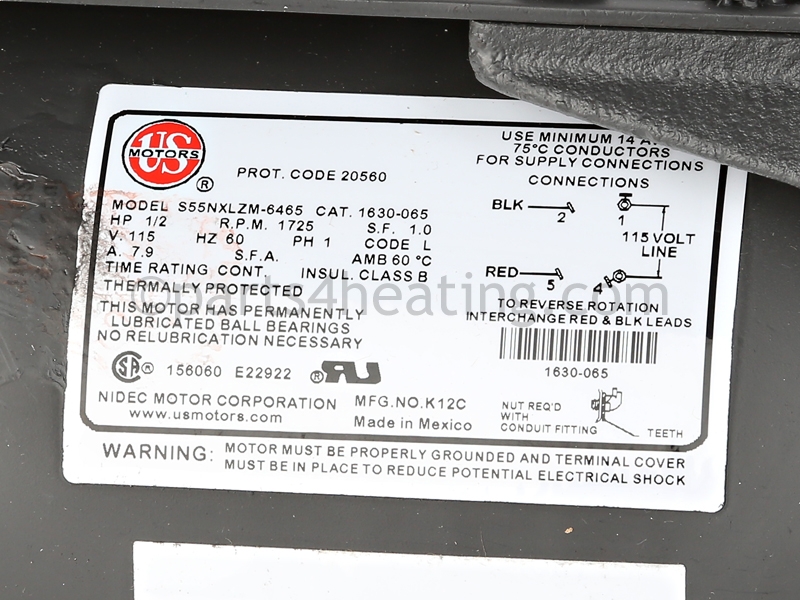 US
MOTORS
®
PROT. CODE 20560
MODEL S55NXLZM-6465 CAT. 1630-065
HP 1/2 R.P.M. 1725 S.F. 1.0
V. 115 HZ 60 PH 1 CODE L
A. 7.9 S.F.A. AMB 60 °C
TIME RATING CONT. INSUL. CLASS B
THERMALLY PROTECTED
THIS MOTOR HAS PERMANENTLY
LUBRICATED BALL BEARINGS
NO RELUBRICATION NECESSARY
SA ® 156060 E22922 ® RU
NIDEC MOTOR CORPORATION MFG.NO.K12C
www.usmotors.com Made in Mexico
USE MINIMUM 14
75°C CONDUCTORS
FOR SUPPLY CONNECTIONS
CONNECTIONS
BLK 2 1
115 VOLT
LINE
RED 5 4
TO REVERSE ROTATION
INTERCHANGE RED & BLK LEADS
1630-065
NUT REQ'D
WITH
CONDUIT FITTING
TEETH
WARNING: MOTOR MUST BE PROPERLY GROUNDED AND TERMINAL COVER
MUST BE IN PLACE TO REDUCE POTENTIAL ELECTRICAL SHOCK
©parts4heating.com